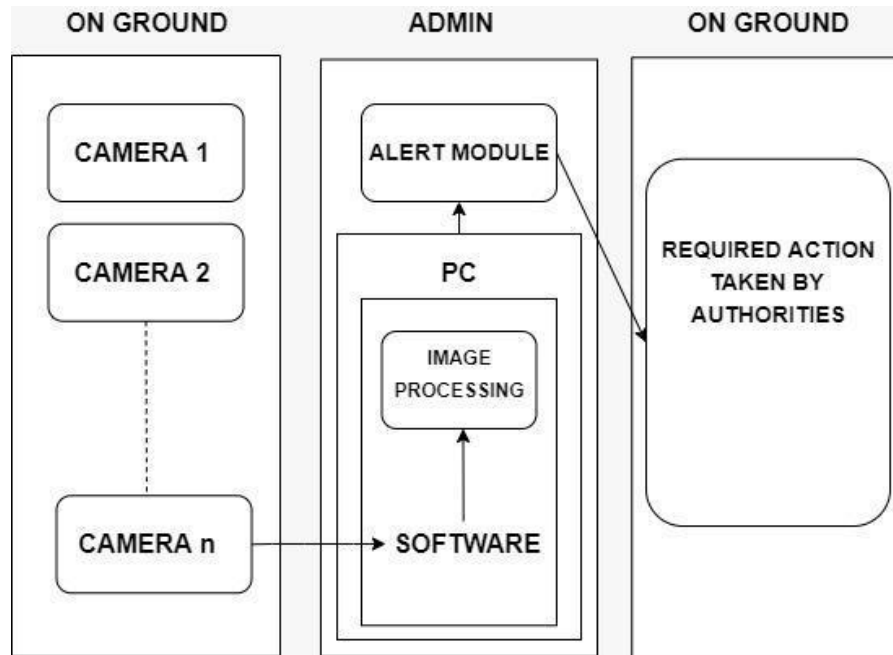 ON GROUND
ADMIN
ON GROUND
CAMERA 1
CAMERA 2
CAMERA n
ALERT MODULE
PC
IMAGE
PROCESSING
SOFTWARE
REQUIRED ACTION
TAKEN BY
AUTHORITIES